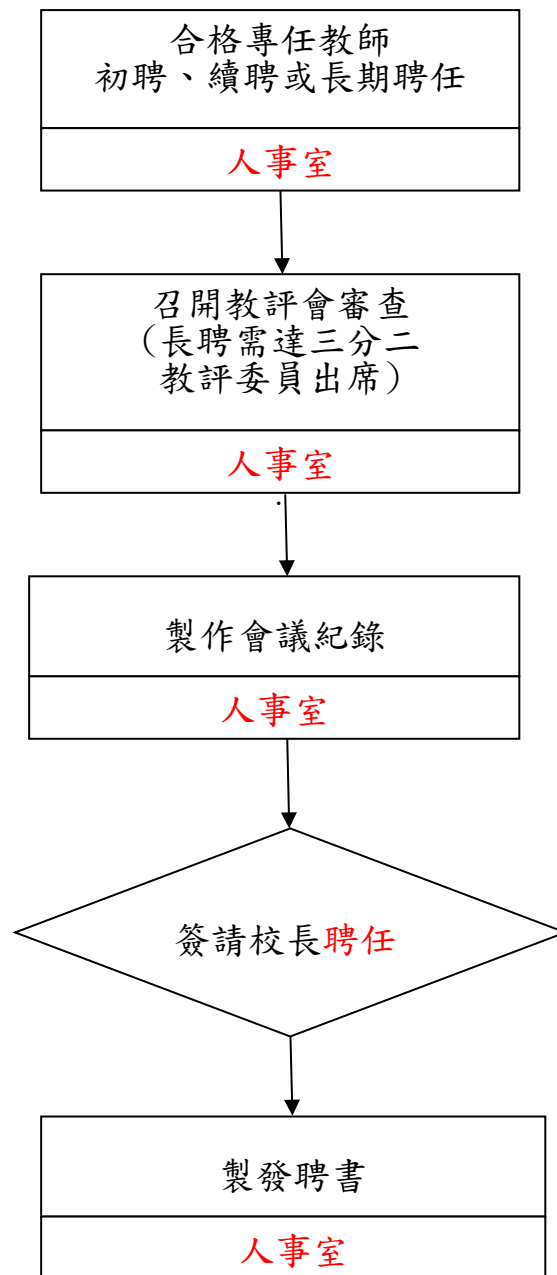 合格專任教師
初聘、續聘或長期聘任
人事室
召開教評會審查
（長聘需達三分二
教評委員出席）
人事室
.
製作會議紀錄
人事室
簽請校長聘任
製發聘書
人事室